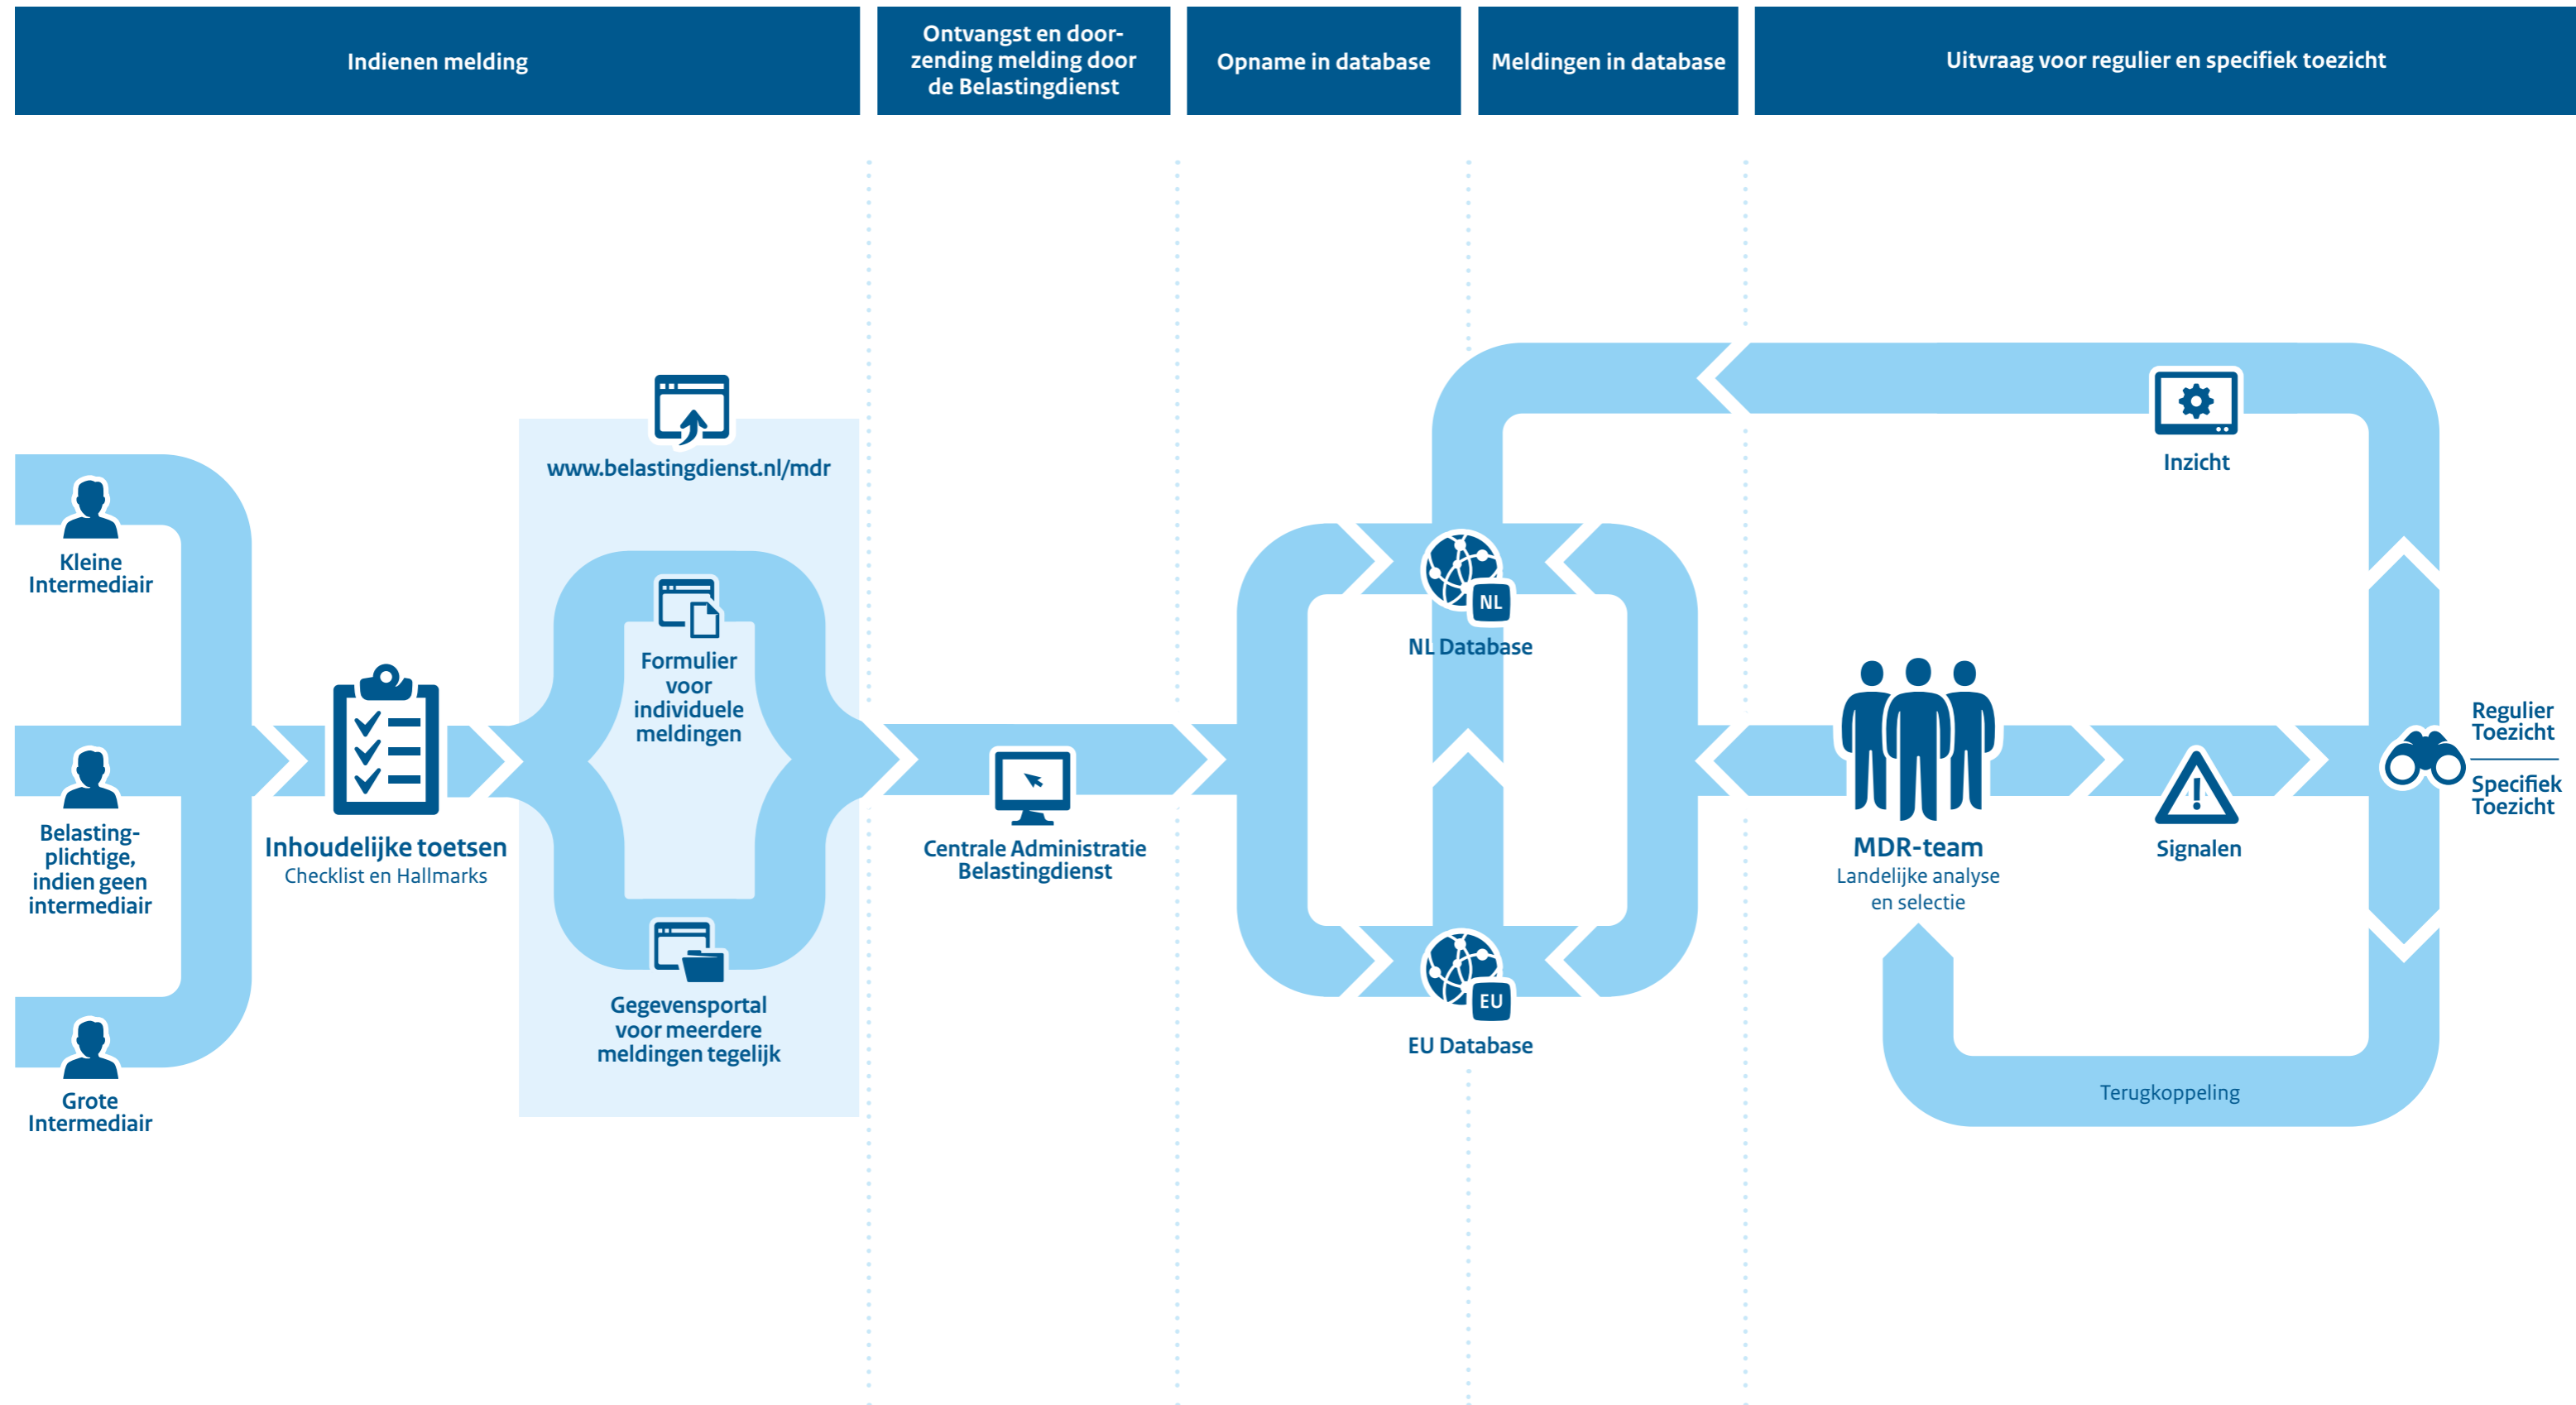 Indienen melding
Ontvangst en door-
zending melding door
de Belastingdienst
Opname in database
Meldingen in database
Uitvraag voor regulier en specifiek toezicht
Kleine
Intermediair
Belasting-
plichtige,
indien geen
intermediair
Grote
Intermediair
Inhoudelijke toetsen
Checklist en Hallmarks
www.belastingdienst.nl/mdr
Formulier
voor
individuele
meldingen
Gegevensportal
voor meerdere
meldingen tegelijk
Centrale Administratie
Belastingdienst
NL
NL Database
EU
EU Database
MDR-team
Landelijke analyse
en selectie
Inzicht
Signalen
Terugkoppeling
Regulier
Toezicht
Specifiek
Toezicht